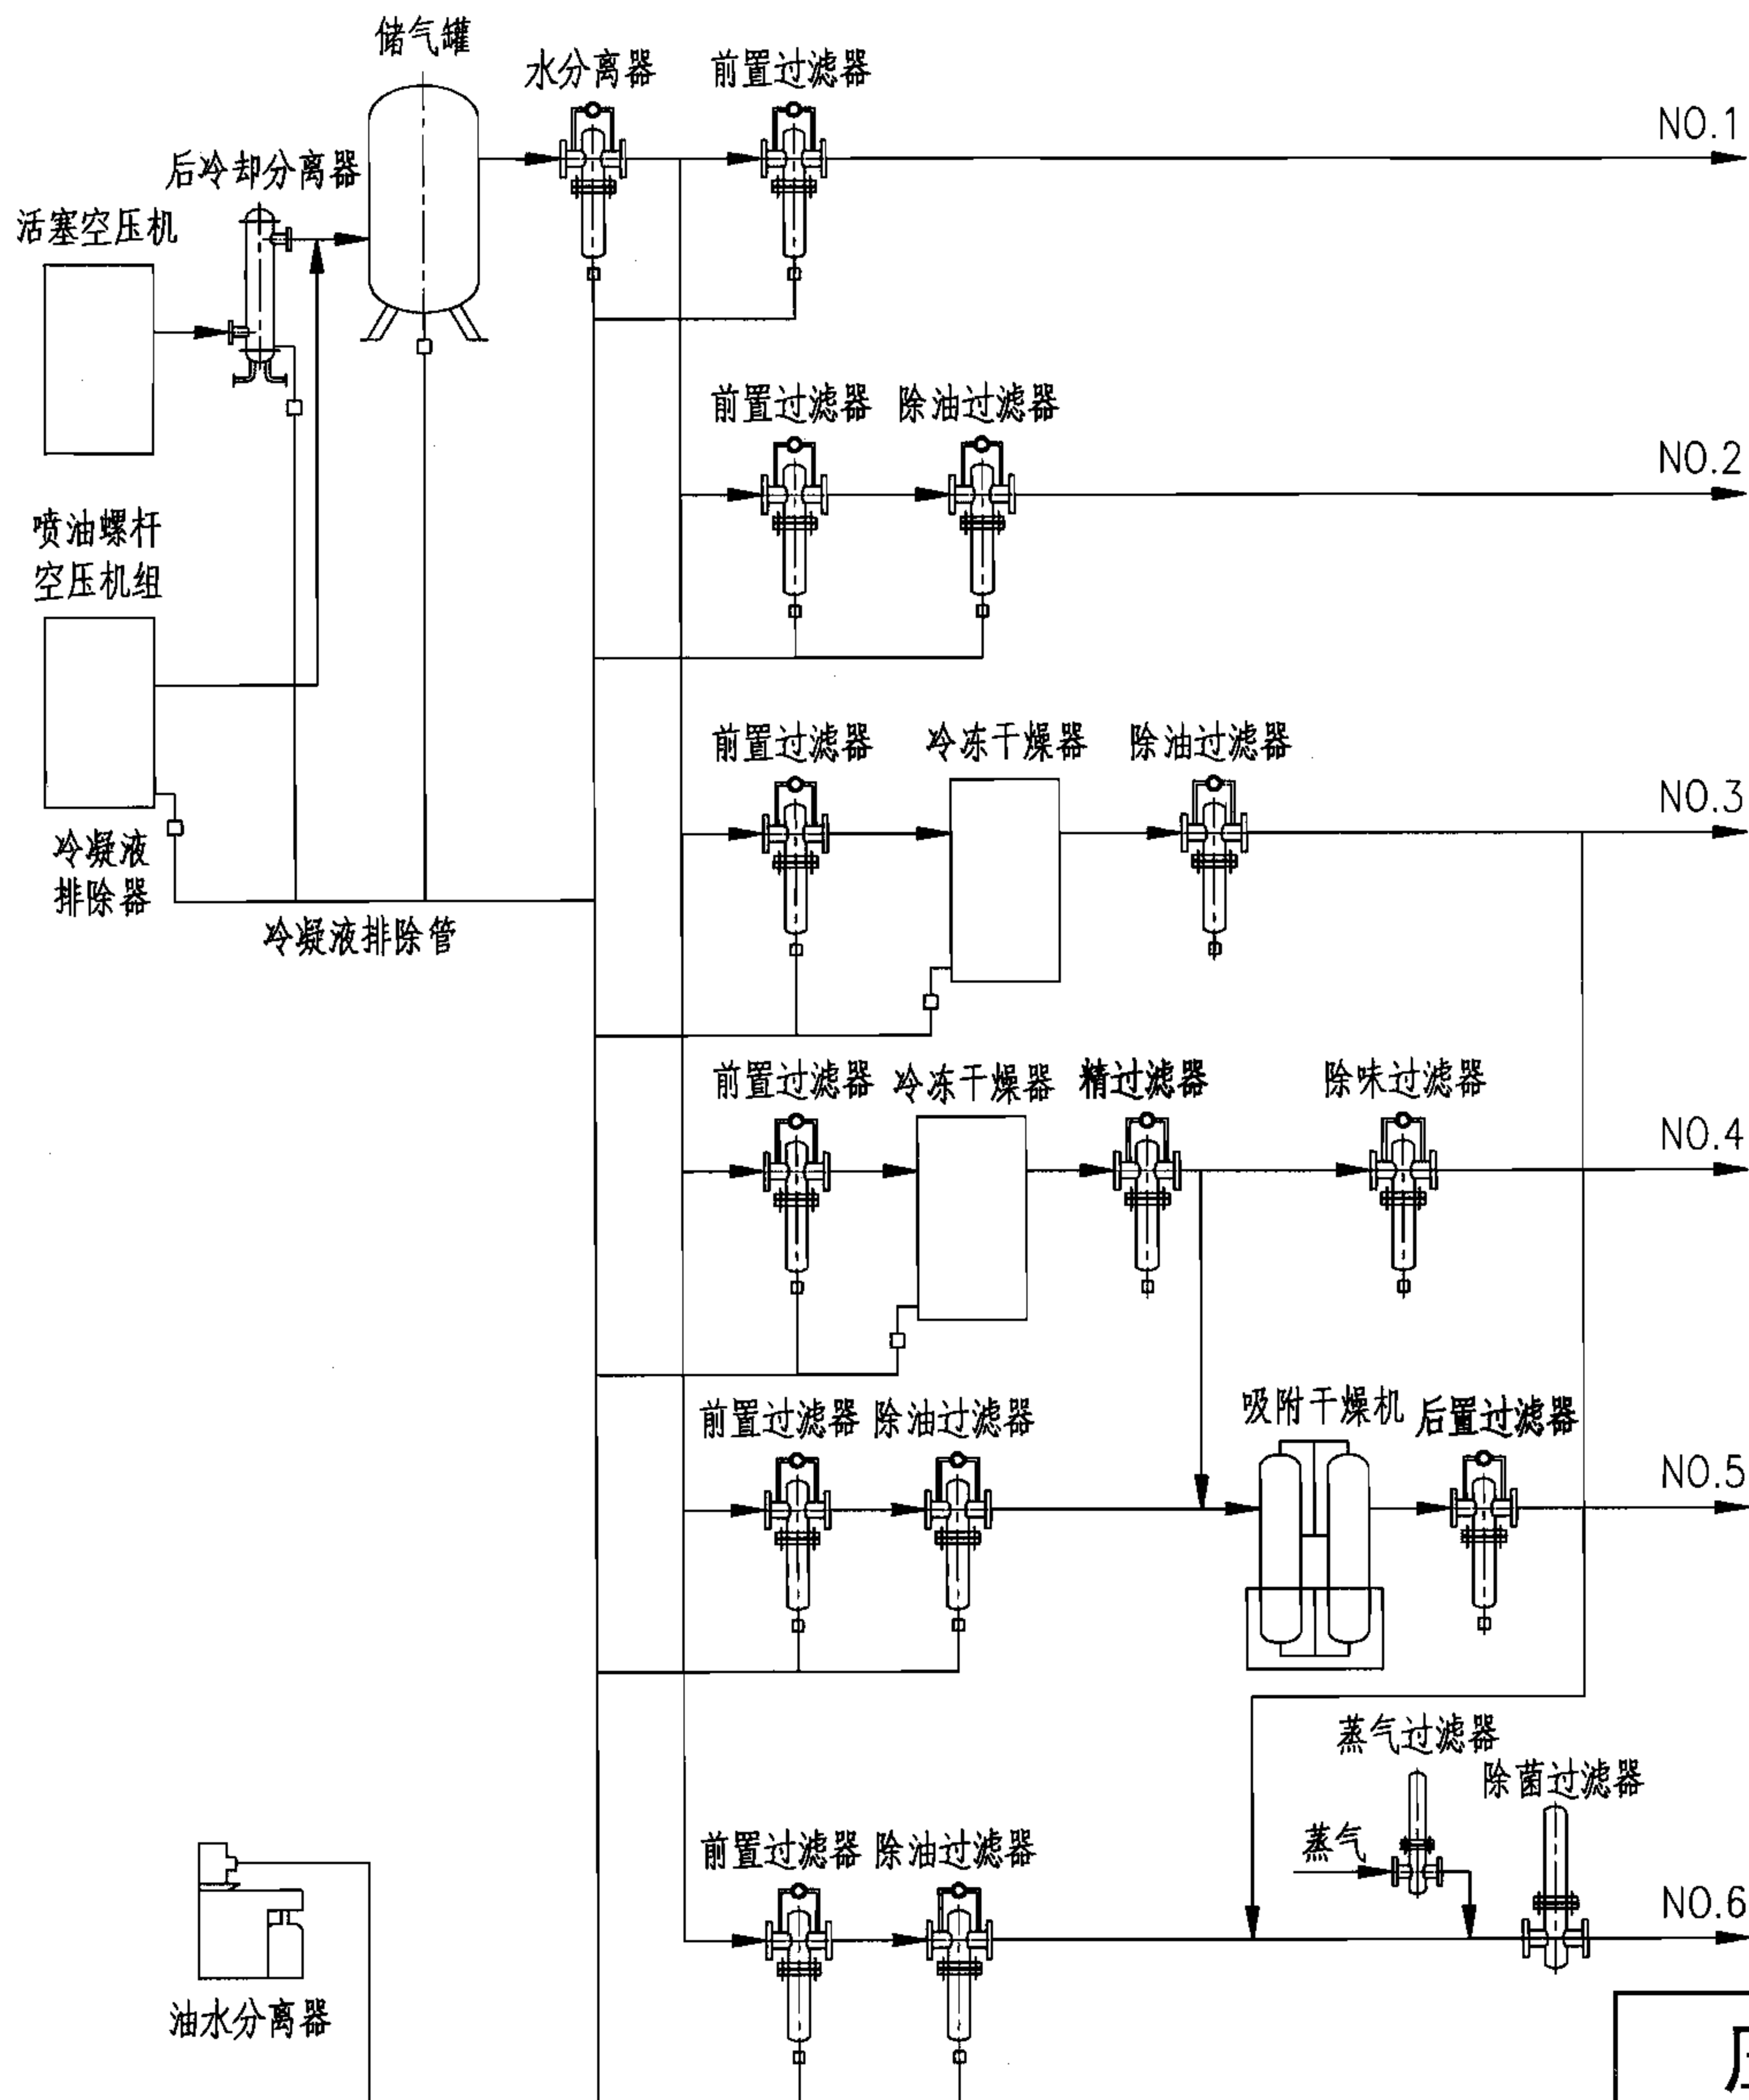 储气罐
水分离器
前置过滤器
NO.1
后冷却分离器
活塞空压机
前置过滤器
除油过滤器
NO.2
喷油螺杆
空压机组
前置过滤器
冷冻干燥器
除油过滤器
NO.3
冷凝液
排除器
冷凝液排除管
前置过滤器
冷冻干燥器
精过滤器
除味过滤器
NO.4
前置过滤器
除油过滤器
吸附干燥机
后置过滤器
NO.5
蒸气过滤器
除菌过滤器
前置过滤器
除油过滤器
蒸气
NO.6
油水分离器